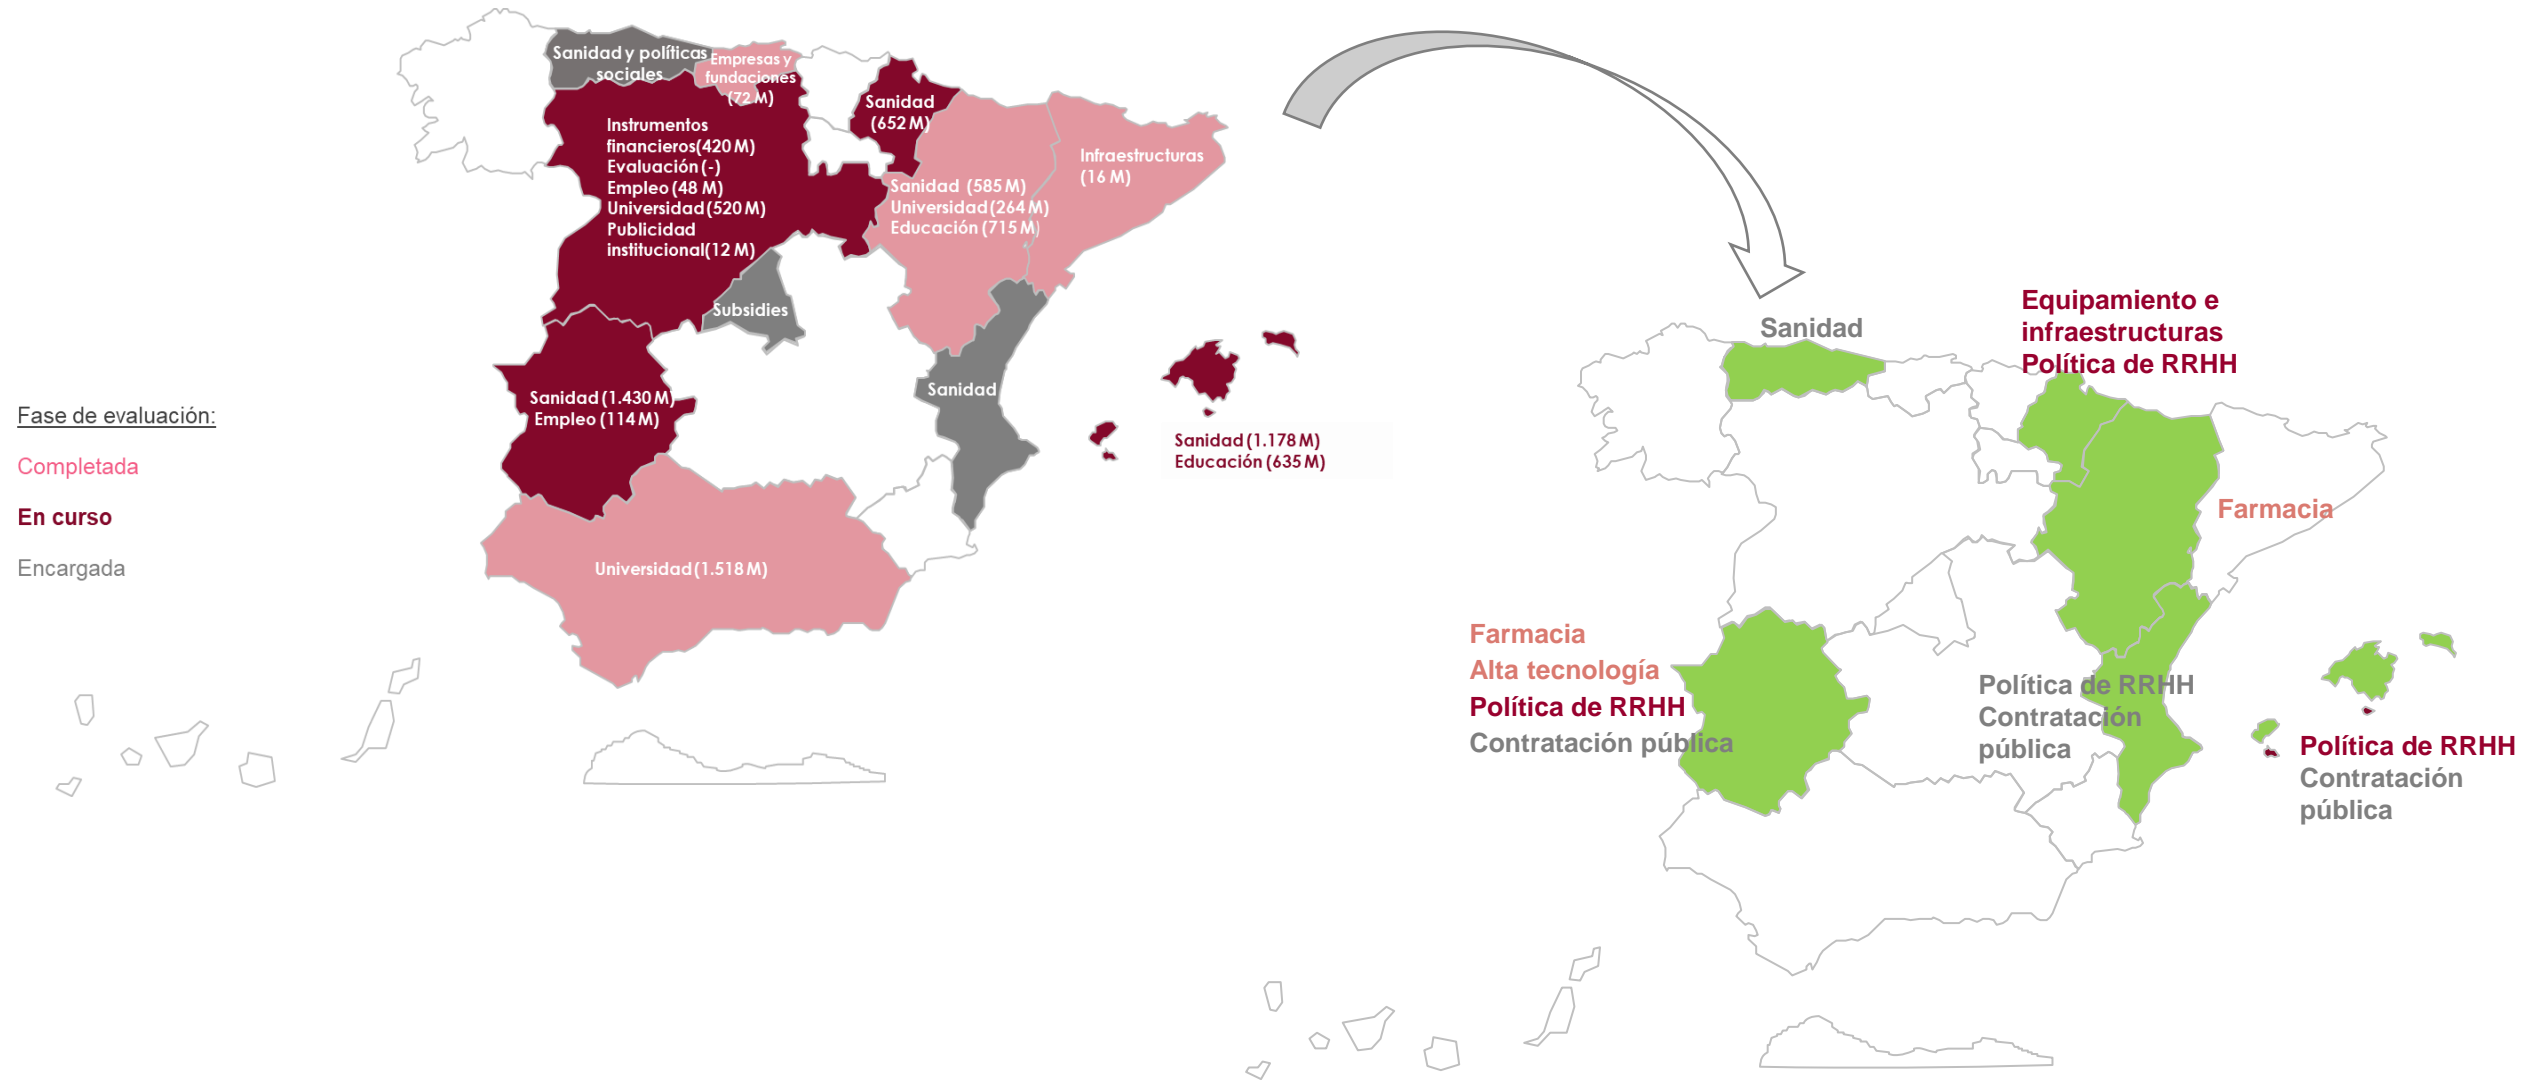 Sanidad y políticas
sociales
Empresas y
fundaciones
(72 M)
Sanidad
(652 M)
Instrumentos
financieros(420 M)
Evaluación (-)
Empleo (48 M)
Universidad (520 M)
Publicidad
institucional(12 M)
Infraestructuras
(16 M)
Sanidad (585 M)
Universidad (264 M)
Educación (715 M)
Subsidies
Sanidad (1.430 M)
Empleo (114 M)
Sanidad
Sanidad (1.178 M)
Educación (635 M)
Universidad (1.518 M)
Fase de evaluación:
Completada
En curso
Encargada
Sanidad
Equipamiento e
infraestructuras
Política de RRHH
Farmacia
Farmacia
Alta tecnología
Política de RRHH
Contratación pública
Política de RRHH
Contratación
pública
Política de RRHH
Contratación
pública